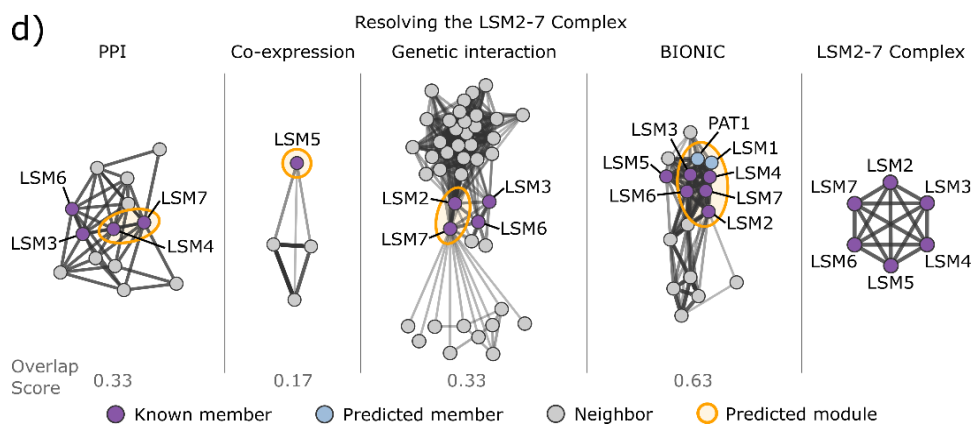 d)
Resolving the LSM2-7 Complex
PPI
Co-expression
Genetic interaction
BIONIC
LSM2-7 Complex
LSM6
LSM7
LSM3
LSM4
LSM5
LSM2
LSM3
LSM7
LSM6
LSM3
PAT1
LSM1
LSM5
LSM4
LSM6
LSM7
LSM2
LSM2
LSM7
LSM3
LSM6
LSM4
LSM5
Overlap
Score
0.33
0.17
0.33
0.63
Known member
Predicted member
Neighbor
Predicted module